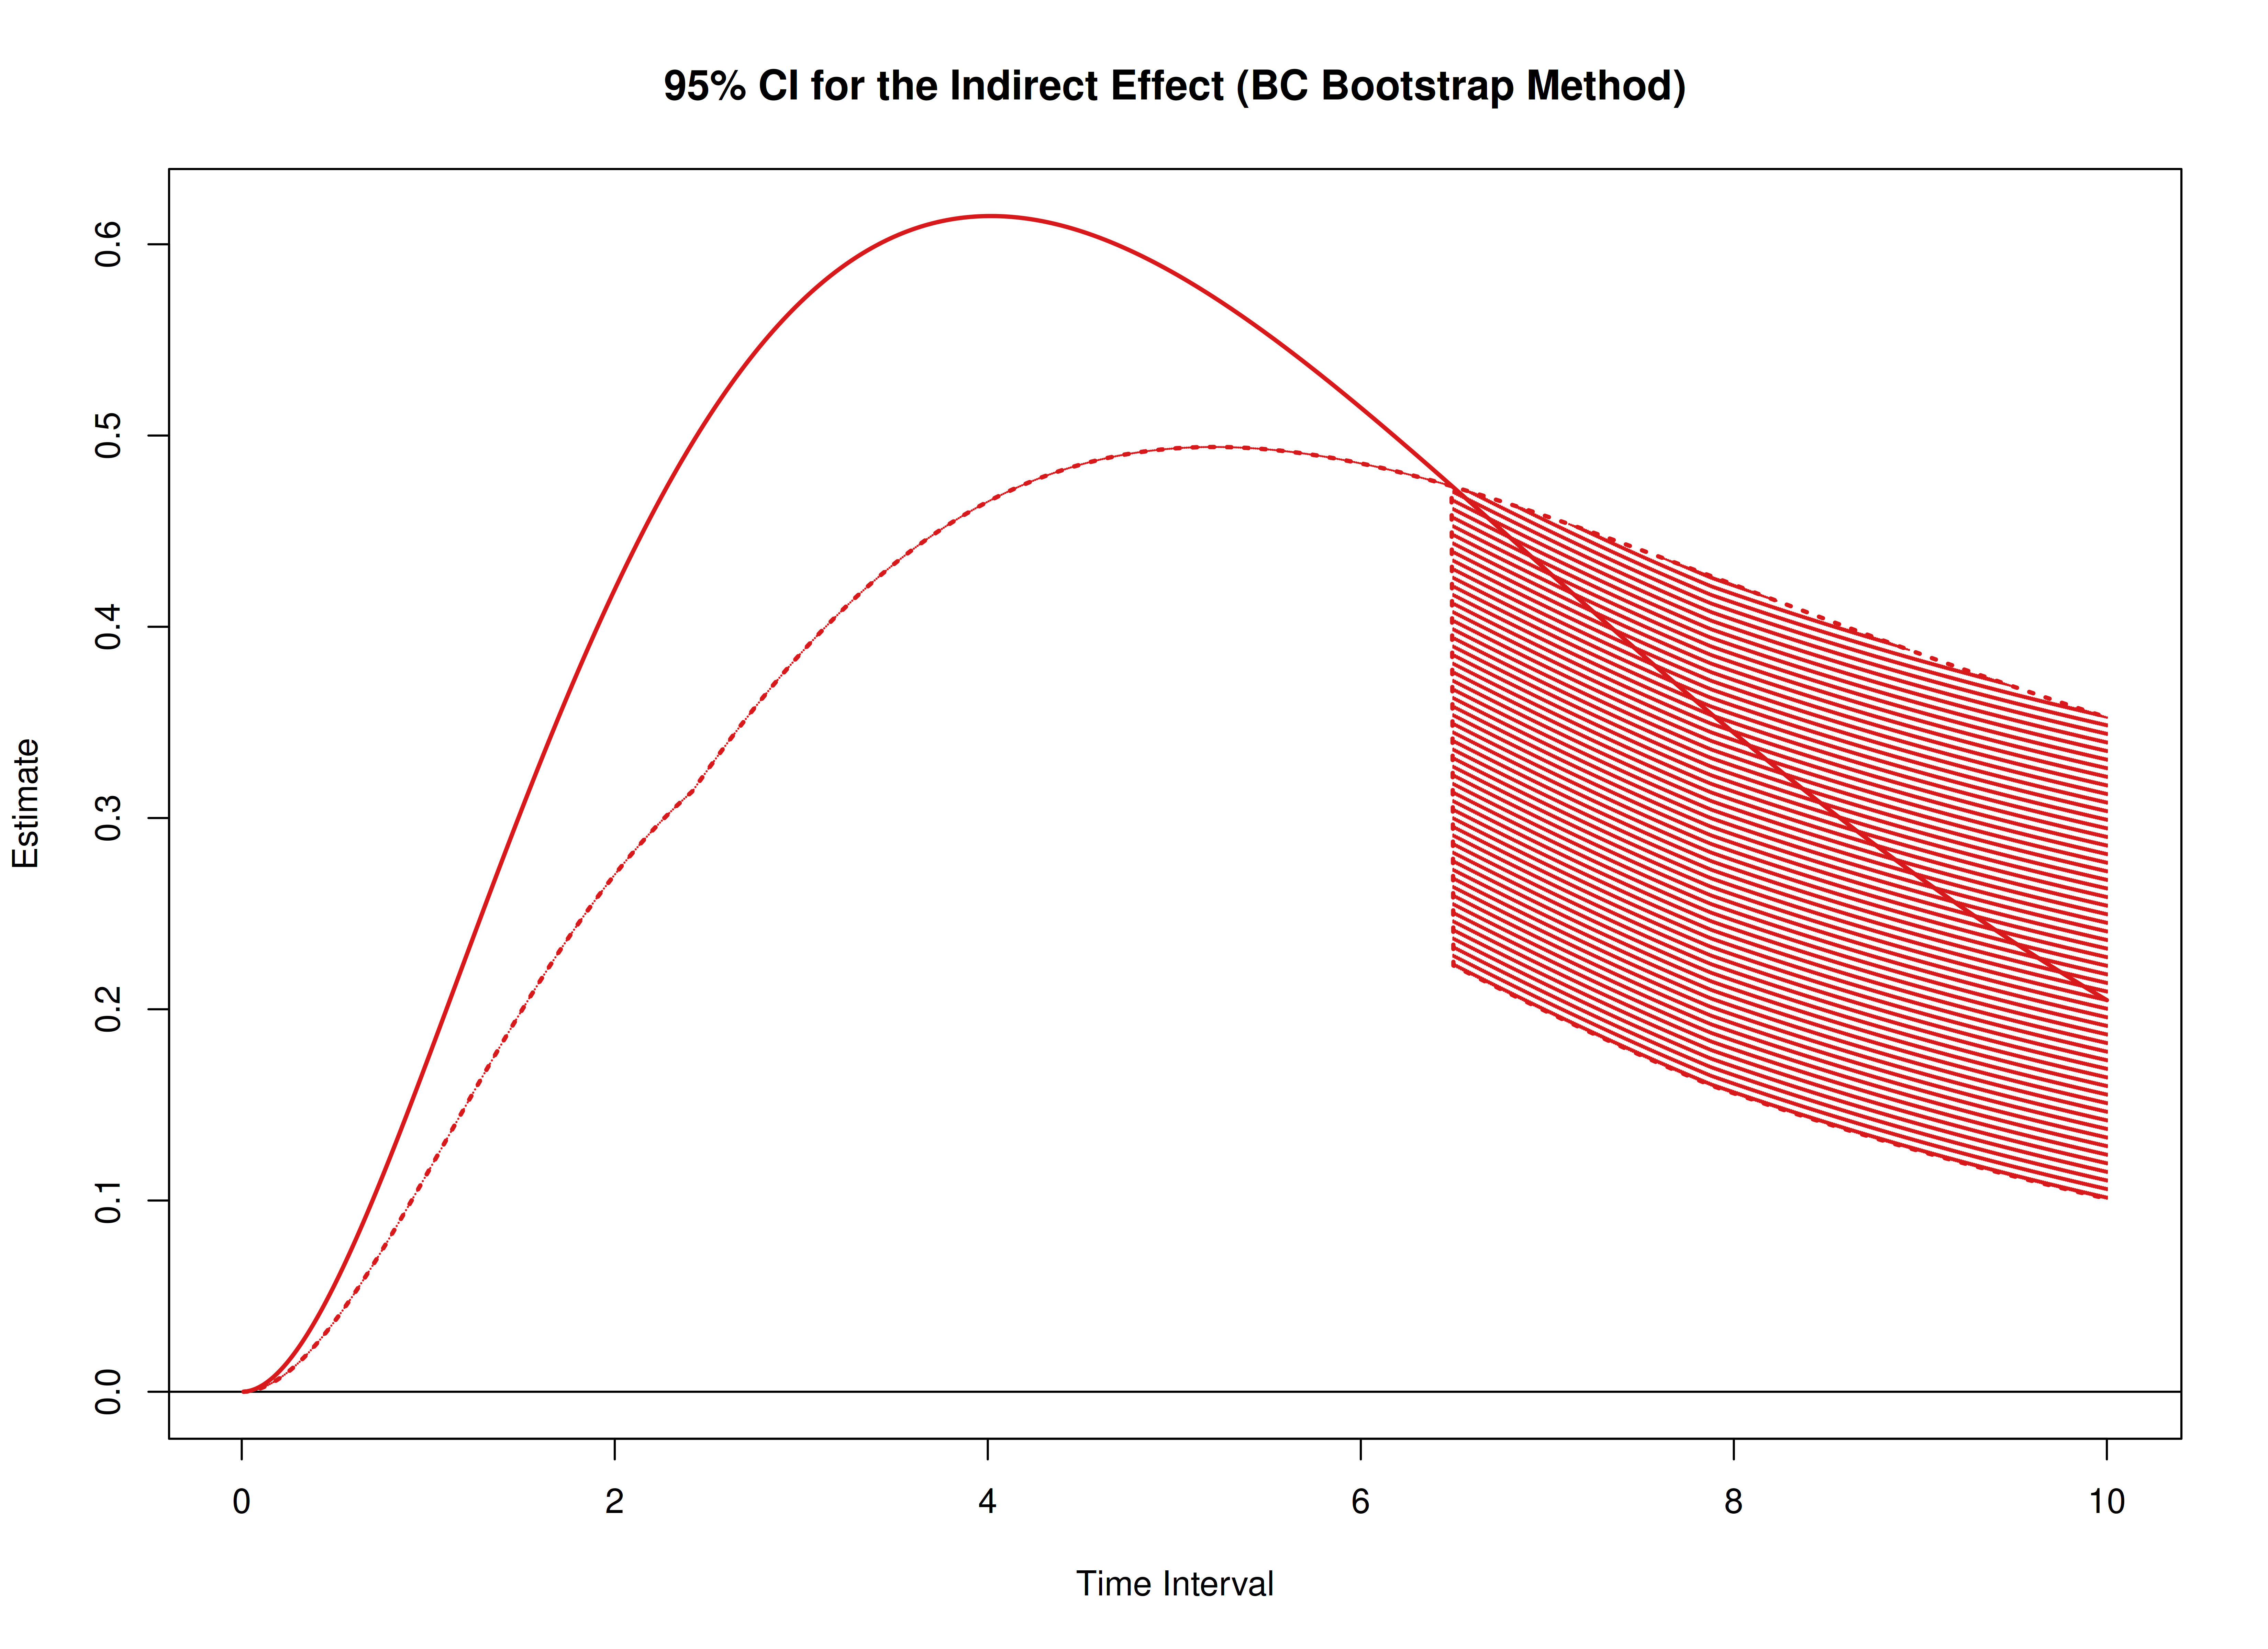 95% CI for the Indirect Effect (BC Bootstrap Method)
Estimate
0.6
0.5
0.4
0.3
0.2
0.1
0.0
0 2 4 6 8 10
Time Interval